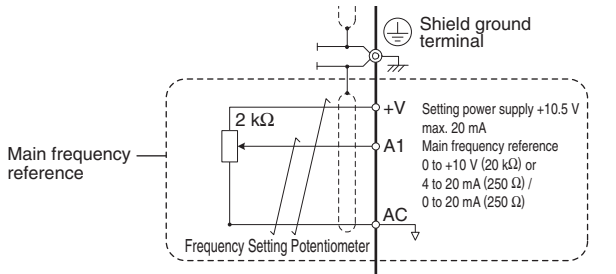 Shield ground
terminal
+V
Setting power supply +10.5 V
max. 20 mA
2 kΩ
A1
Main frequency reference
0 to +10 V (20 kΩ) or
4 to 20 mA (250 Ω) /
0 to 20 mA (250 Ω)
Main frequency
reference
AC
Frequency Setting Potentiometer